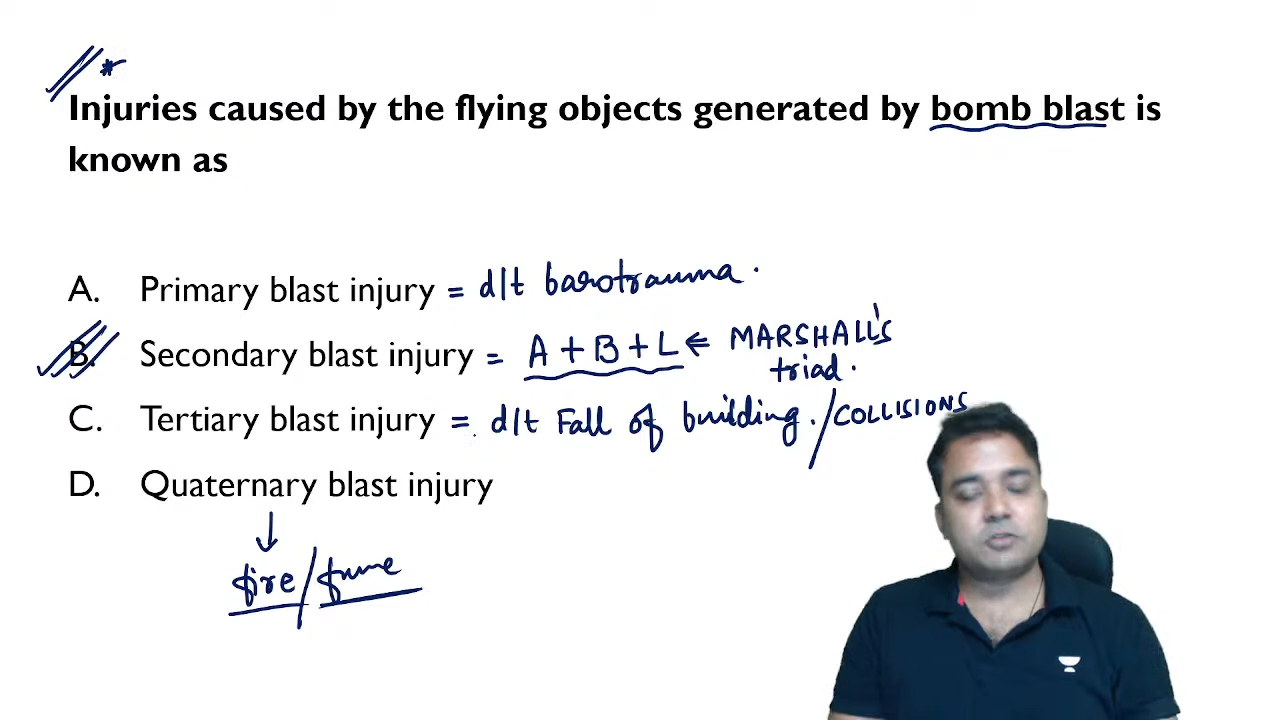 *
Injuries caused by the flying objects generated by bomb blast is
known as
A. Primary blast injury = d/t barotrauma.
B. Secondary blast injury = A + B + L ← MARSHALL'S
triad.
C. Tertiary blast injury = d/t Fall of building. / COLLISIONS
D. Quaternary blast injury
↓
fire/fume